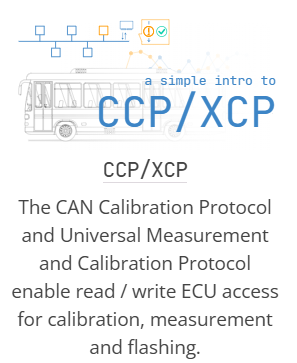 a simple intro to
CCP/XCP
CCP/XCP
The CAN Calibration Protocol
and Universal Measurement
and Calibration Protocol
enable read / write ECU access
for calibration, measurement
and flashing.